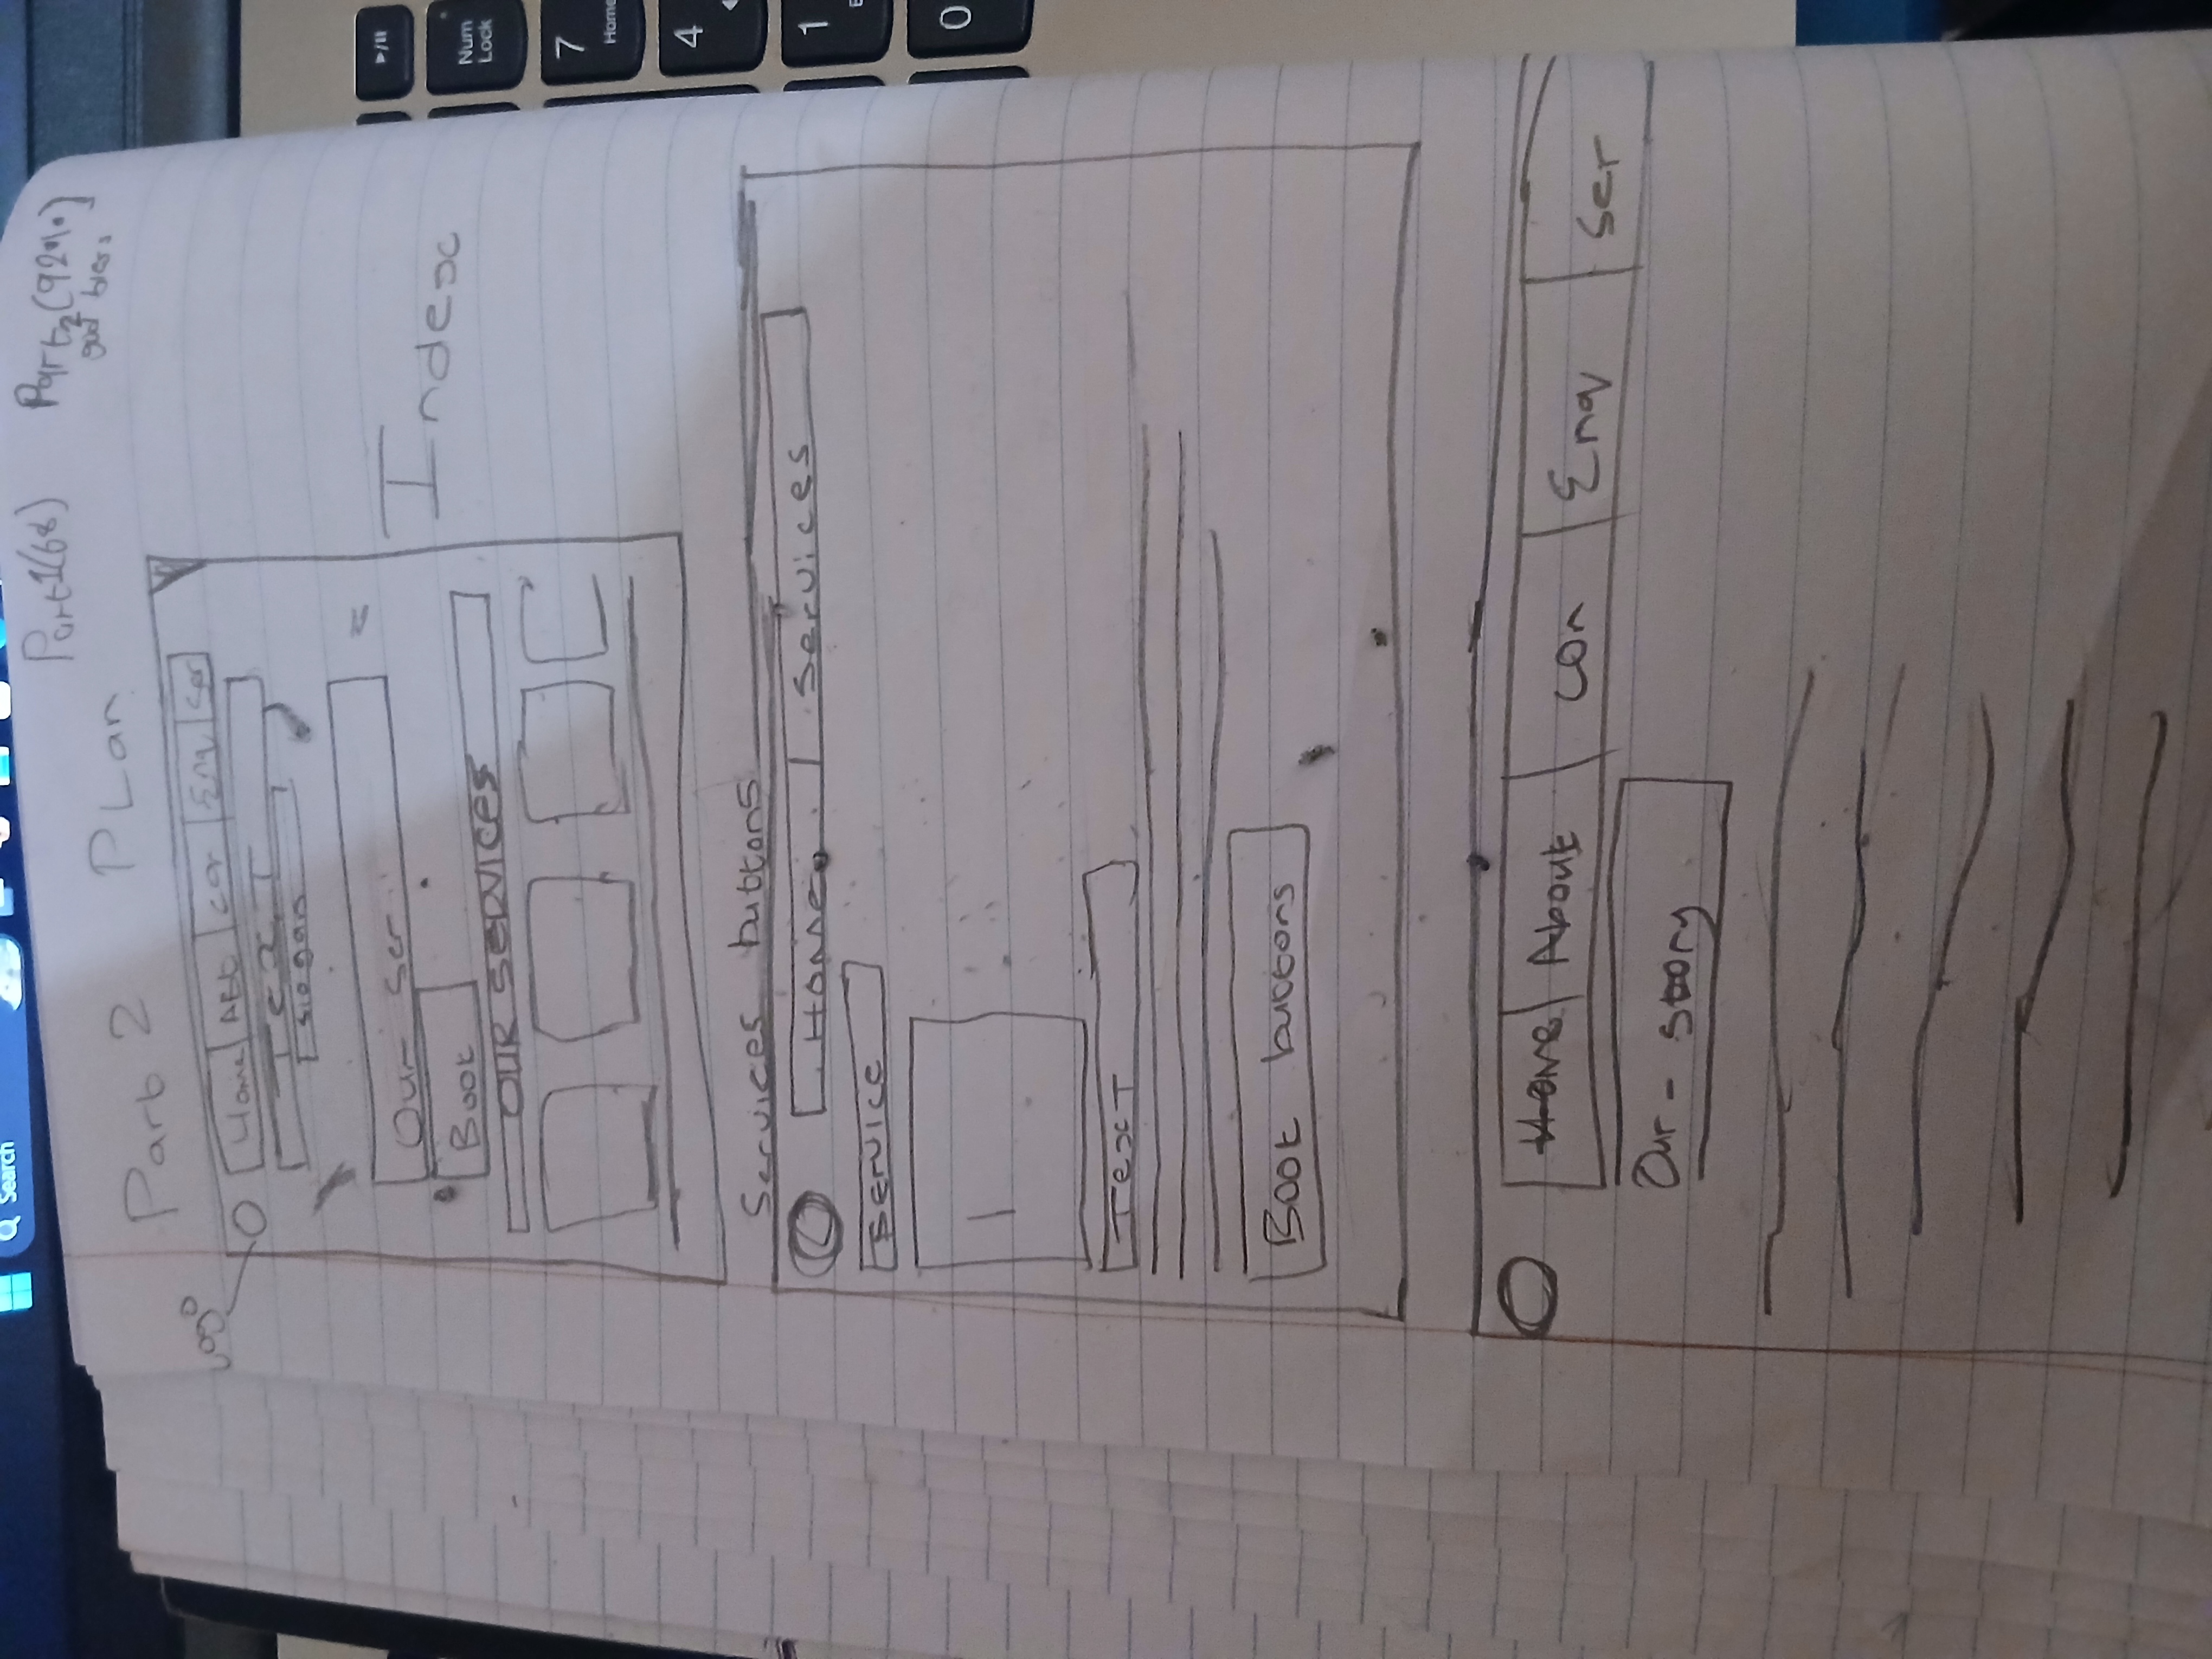 Search
Part1(68) Part2(92%)
god bless
Part 2 PLan
Logo
Home ABt con Enq Ser
Text
Slogan
Our ser
Book
Index
OUR SERVICES
Services buttons
Home Services
SERVICE
Text
Book buttons
Home About con Enq Ser
Our - story
Num
Lock
7
Home
4
1
0